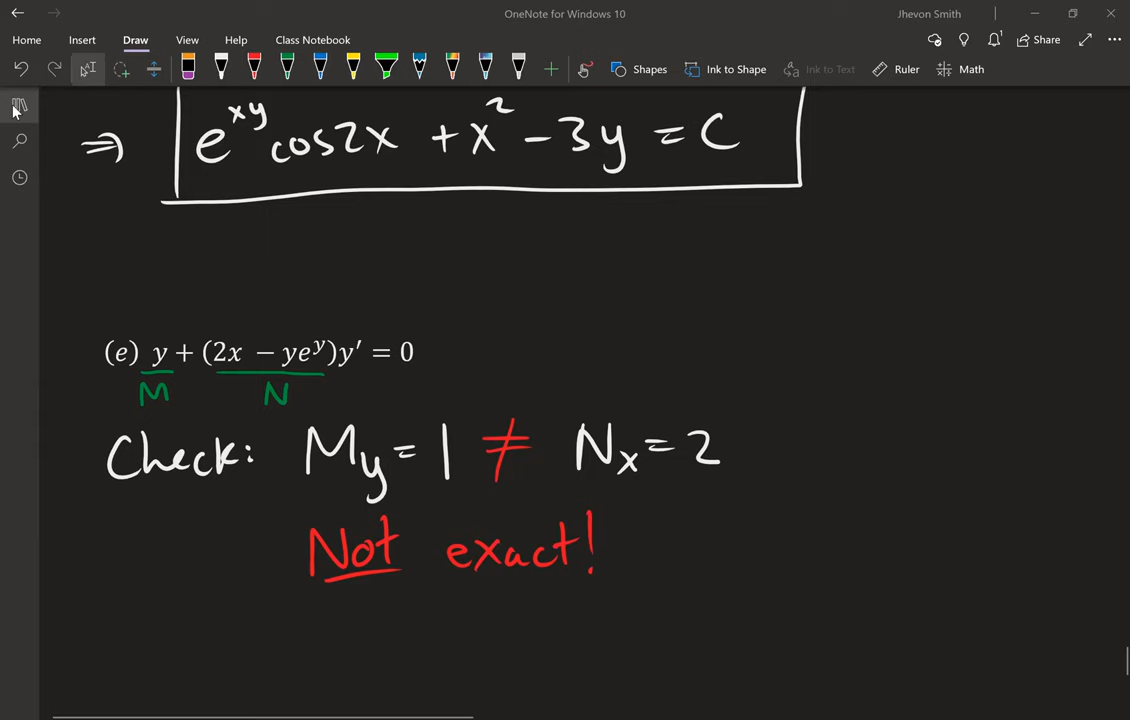 OneNote for Windows 10
Jhevon Smith
Home Insert Draw View Help Class Notebook
Share
Shapes Ink to Shape Ink to Text Ruler Math
⇒ e^{xy} cos2x + x² - 3y = C
(e) y + (2x − ye^y)y′ = 0
M N
Check: M_y = 1 ≠ N_x = 2
Not exact!